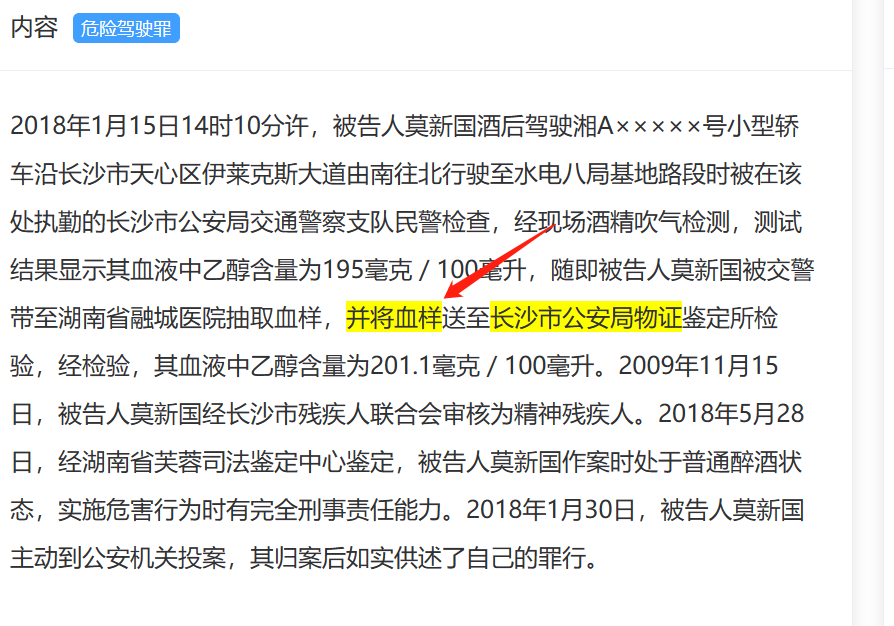 内容 危险驾驶罪
2018年1月15日14时10分许，被告人莫新国酒后驾驶湘A×××××号小型轿
车沿长沙市天心区伊莱克斯大道由南往北行驶至水电八局基地路段时被在该
处执勤的长沙市公安局交通警察支队民警检查，经现场酒精吹气检测，测试
结果显示其血液中乙醇含量为195毫克／100毫升，随即被告人莫新国被交警
带至湖南省融城医院抽取血样，并将血样送至长沙市公安局物证鉴定所检
验，经检验，其血液中乙醇含量为201.1毫克／100毫升。2009年11月15
日，被告人莫新国经长沙市残疾人联合会审核为精神残疾人。2018年5月28
日，经湖南省芙蓉司法鉴定中心鉴定，被告人莫新国作案时处于普通醉酒状
态，实施危害行为时有完全刑事责任能力。2018年1月30日，被告人莫新国
主动到公安机关投案，其归案后如实供述了自己的罪行。